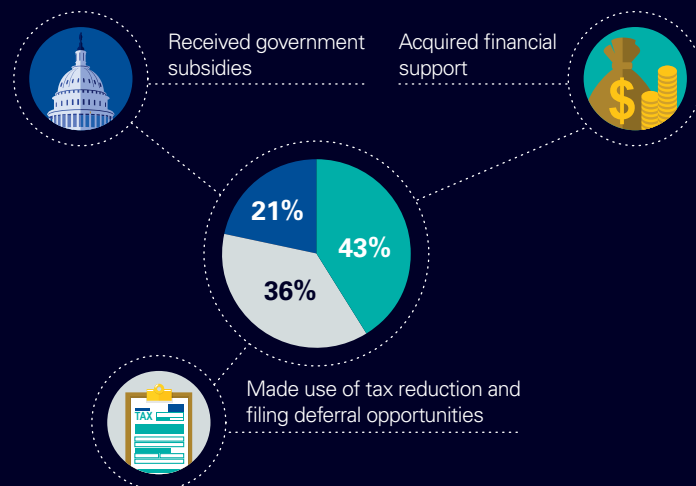 Received government
subsidies
Acquired financial
support
$
21%
43%
36%
TAX
Made use of tax reduction and
filing deferral opportunities